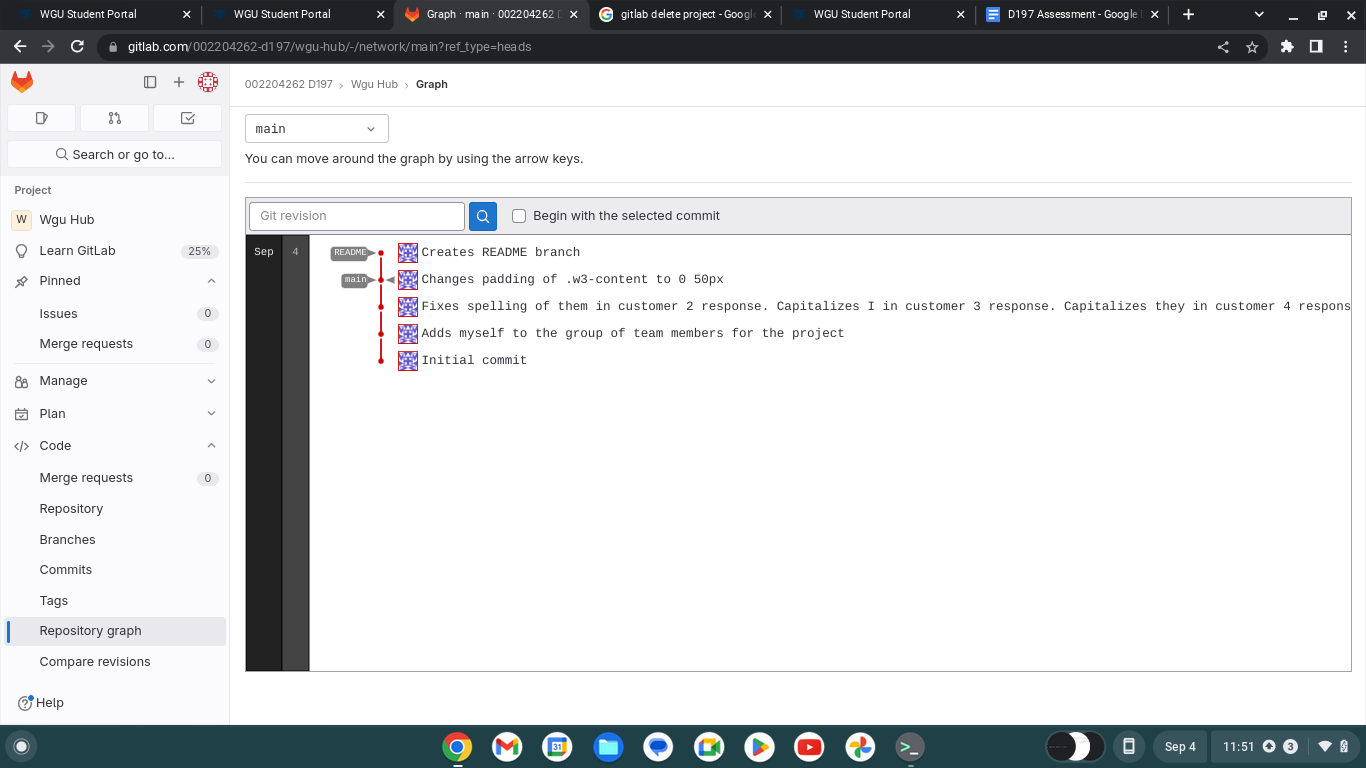 WGU Student Portal
WGU Student Portal
Graph · main · 002204262 D
gitlab delete project - Google
WGU Student Portal
D197 Assessment - Google D
gitlab.com/002204262-d197/wgu-hub/-/network/main?ref_type=heads
Search or go to...
Project
W Wgu Hub
Learn GitLab 25%
Pinned
Issues 0
Merge requests 0
Manage
Plan
Code
Merge requests 0
Repository
Branches
Commits
Tags
Repository graph
Compare revisions
Help
002204262 D197 › Wgu Hub › Graph
main
You can move around the graph by using the arrow keys.
Git revision
Begin with the selected commit
Sep 4
README Creates README branch
main Changes padding of .w3-content to 0 50px
Fixes spelling of them in customer 2 response. Capitalizes I in customer 3 response. Capitalizes they in customer 4 respons
Adds myself to the group of team members for the project
Initial commit
31
>_
Sep 4
11:51
3